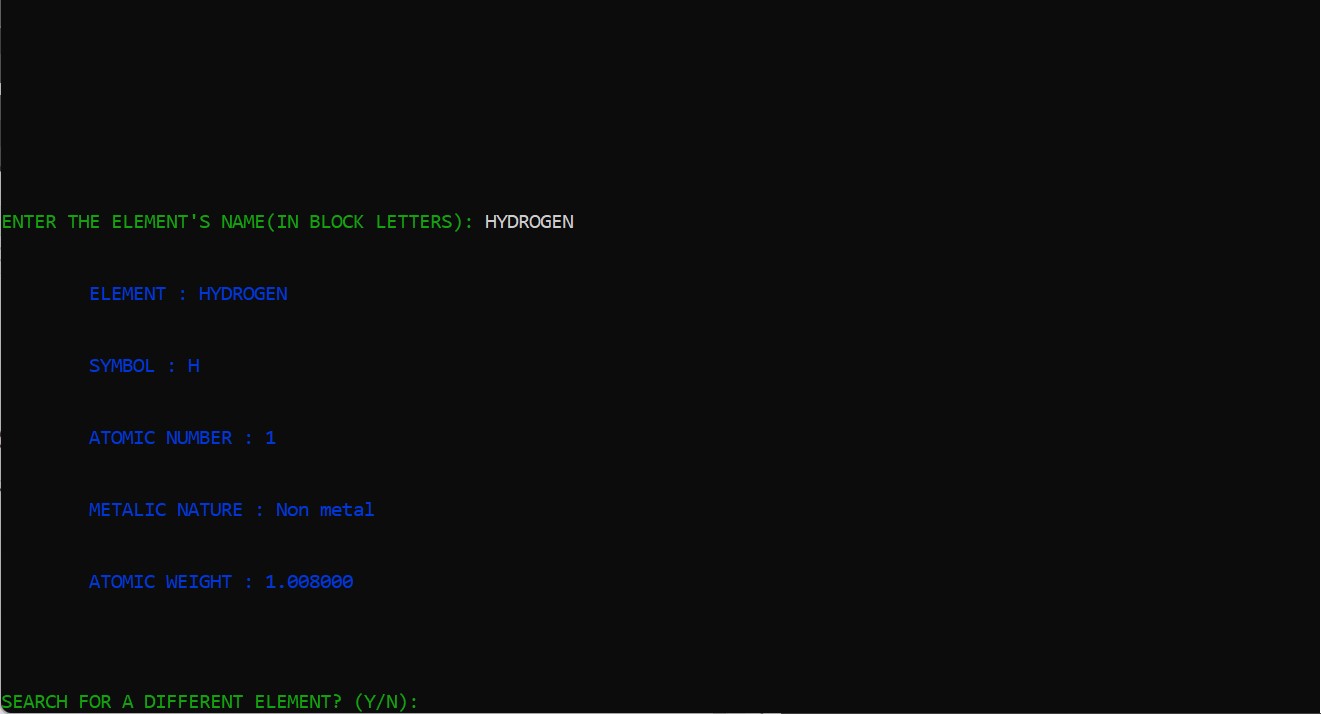 ENTER THE ELEMENT'S NAME(IN BLOCK LETTERS): HYDROGEN
ELEMENT : HYDROGEN
SYMBOL : H
ATOMIC NUMBER : 1
METALIC NATURE : Non metal
ATOMIC WEIGHT : 1.008000
SEARCH FOR A DIFFERENT ELEMENT? (Y/N):